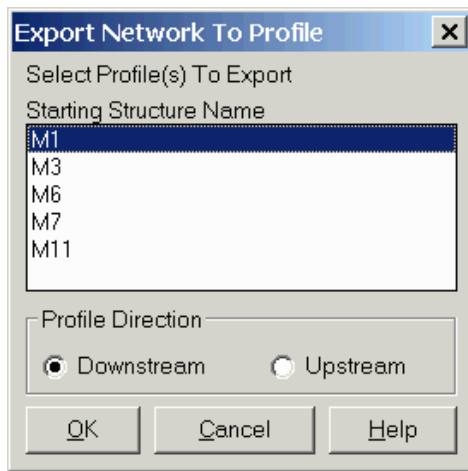 Export Network To Profile
Select Profile(s) To Export
Starting Structure Name
M1
M3
M6
M7
M11
Profile Direction
Downstream Upstream
OK Cancel Help